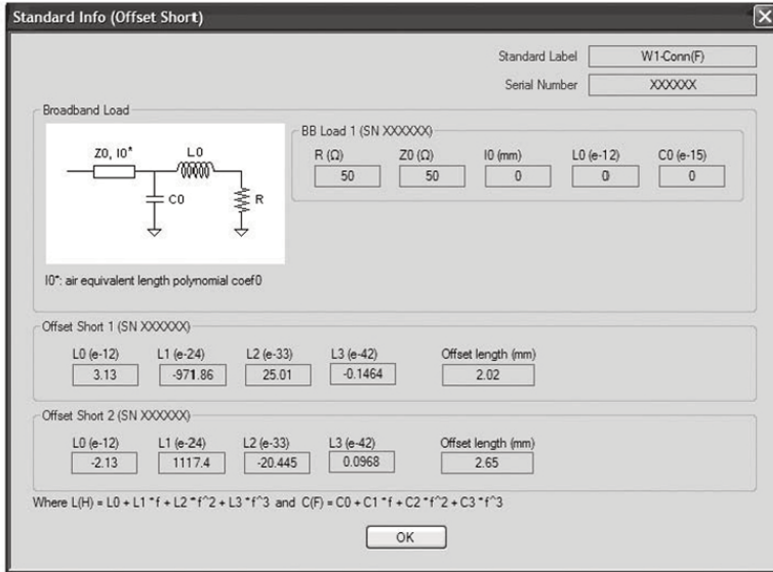 Standard Info (Offset Short)
Standard Label W1-Conn(F)
Serial Number XXXXXX
Broadband Load
Z0, l0* L0
C0 R
l0*: air equivalent length polynomial coef0
BB Load 1 (SN XXXXXX)
R (Ω) Z0 (Ω) l0 (mm) L0 (e-12) C0 (e-15)
50 50 0 0 0
Offset Short 1 (SN XXXXXX)
L0 (e-12) L1 (e-24) L2 (e-33) L3 (e-42) Offset length (mm)
3.13 -971.86 25.01 -0.1464 2.02
Offset Short 2 (SN XXXXXX)
L0 (e-12) L1 (e-24) L2 (e-33) L3 (e-42) Offset length (mm)
-2.13 1117.4 -20.445 0.0968 2.65
Where L(H) = L0 + L1 * f + L2 * f^2 + L3 * f^3 and C(F) = C0 + C1 * f + C2 * f^2 + C3 * f^3
OK